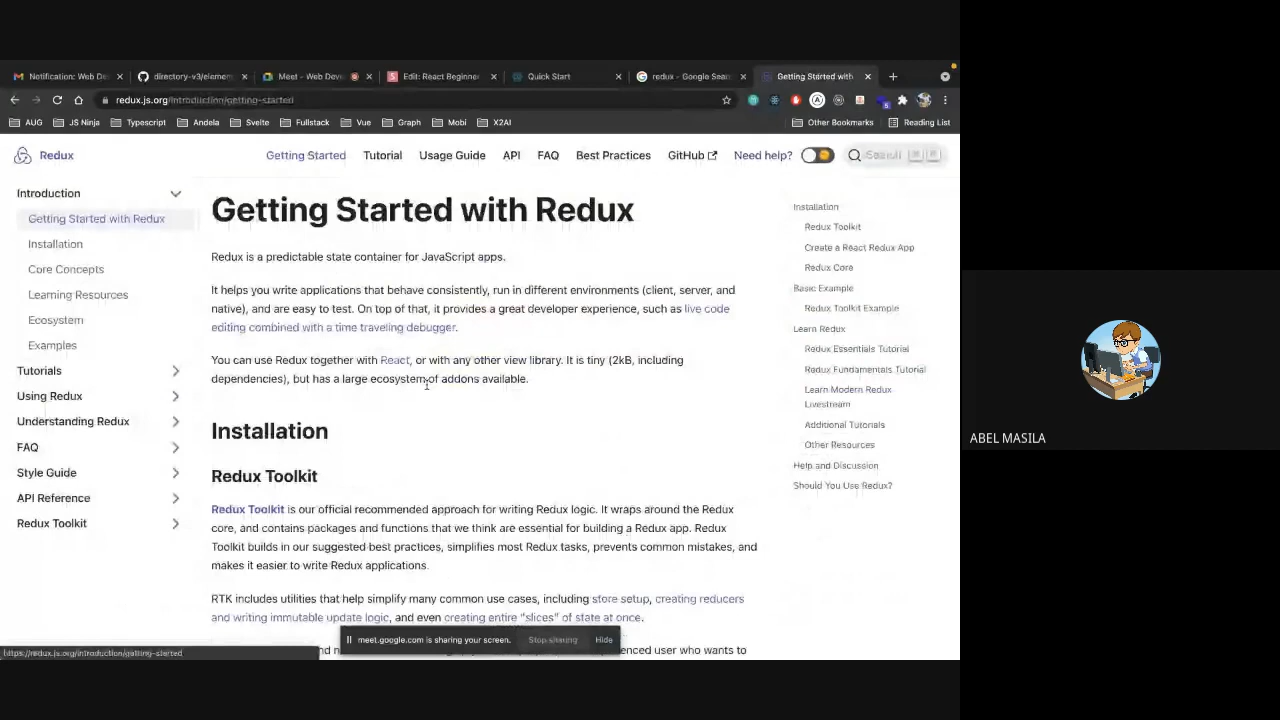 Notification: Web De
directory-v3/elemen
Meet - Web Deve
Edit: React Beginner
Quick Start
redux - Google Sear
Getting Started with
redux.js.org/introduction/getting-started
AUG
JS Ninja
Typescript
Andela
Svelte
Fullstack
Vue
Graph
Mobi
X2AI
Other Bookmarks
Reading List
Redux
Getting Started
Tutorial
Usage Guide
API
FAQ
Best Practices
GitHub
Need help?
Search
Introduction
Getting Started with Redux
Installation
Core Concepts
Learning Resources
Ecosystem
Examples
Tutorials
Using Redux
Understanding Redux
FAQ
Style Guide
API Reference
Redux Toolkit
Getting Started with Redux
Redux is a predictable state container for JavaScript apps.
It helps you write applications that behave consistently, run in different environments (client, server, and
native), and are easy to test. On top of that, it provides a great developer experience, such as live code
editing combined with a time traveling debugger.
You can use Redux together with React, or with any other view library. It is tiny (2kB, including
dependencies), but has a large ecosystem of addons available.
Installation
Redux Toolkit
Redux Toolkit is our official recommended approach for writing Redux logic. It wraps around the Redux
core, and contains packages and functions that we think are essential for building a Redux app. Redux
Toolkit builds in our suggested best practices, simplifies most Redux tasks, prevents common mistakes, and
makes it easier to write Redux applications.
RTK includes utilities that help simplify many common use cases, including store setup, creating reducers
and writing immutable update logic, and even creating entire "slices" of state at once.
user who wants to
Installation
Redux Toolkit
Create a React Redux App
Redux Core
Basic Example
Redux Toolkit Example
Learn Redux
Redux Essentials Tutorial
Redux Fundamentals Tutorial
Learn Modern Redux
Livestream
Additional Tutorials
Other Resources
Help and Discussion
Should You Use Redux?
meet.google.com is sharing your screen.
Stop sharing
Hide
https://redux.js.org/introduction/getting-started
ABEL MASILA